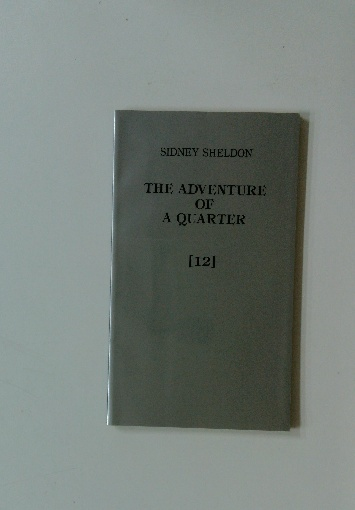 SIDNEY SHELDON
THE ADVENTURE
OF
A QUARTER
[12]